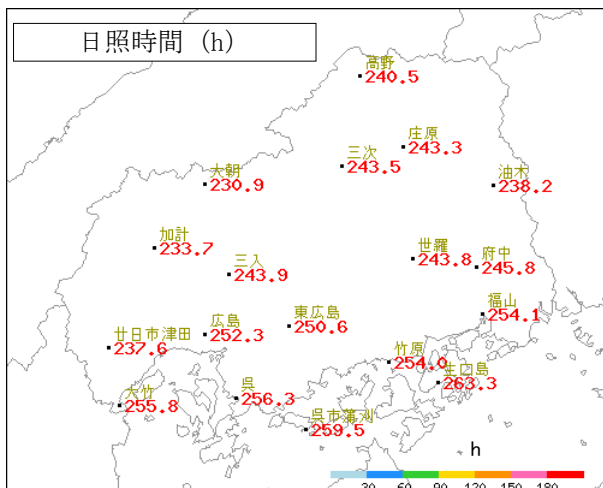 日照時間 (h)
高野
240.5
庄原
243.3
三次
243.5
大朝
230.9
油木
238.2
加計
233.7
三入
243.9
世羅
243.8
府中
245.8
福山
254.1
東広島
250.6
広島
252.3
廿日市津田
237.6
竹原
254.0
生口島
263.3
大竹
255.8
呉
256.3
呉市蒲刈
259.5
h
30 60 90 120 150 180